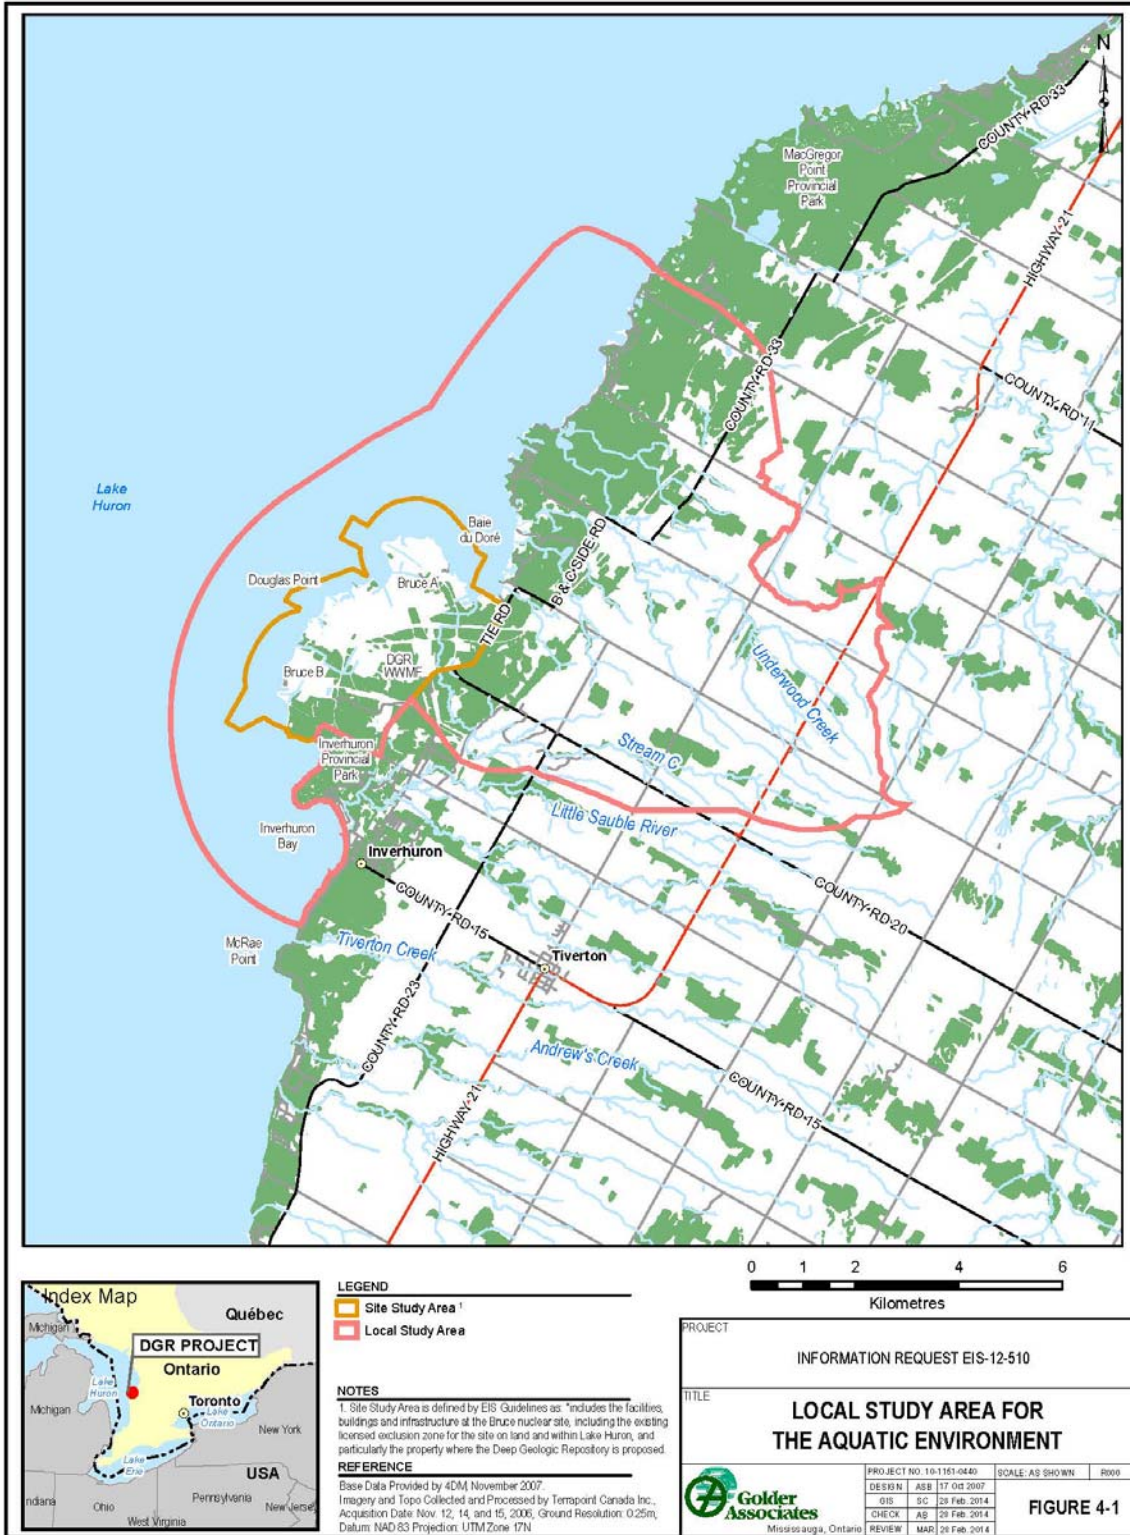 N
COUNTY RD 33
MacGregor
Point
Provincial
Park
HIGHWAY 21
COUNTY RD 33
COUNTY RD 11
Lake
Huron
Baie
du Doré
Douglas Point
Bruce A
B & C SIDE RD
TIE RD
DGR
WWMF
Bruce B
Underwood Creek
Stream C
Inverhuron
Provincial
Park
Little Sauble River
Inverhuron
Bay
Inverhuron
COUNTY RD 15
COUNTY RD 20
McRae
Point
Tiverton Creek
Tiverton
COUNTY RD 23
Andrew's Creek
COUNTY RD 15
HIGHWAY 21
0 1 2 4 6
Kilometres
Index Map
Québec
Michigan
DGR PROJECT
Ontario
Lake
Huron
Toronto
Lake
Ontario
Michigan
New York
Lake
Erie
USA
Pennsylvania
New Jersey
ndiana
Ohio
West Virginia
LEGEND
Site Study Area 1
Local Study Area
NOTES
1. Site Study Area is defined by EIS Guidelines as: "includes the facilities,
buildings and infrastructure at the Bruce nuclear site, including the existing
licensed exclusion zone for the site on land and within Lake Huron, and
particularly the property where the Deep Geologic Repository is proposed.
REFERENCE
Base Data Provided by 4DM, November 2007.
Imagery and Topo Collected and Processed by Terrapoint Canada Inc.,
Acquisition Date: Nov. 12, 14, and 15, 2006, Ground Resolution: 0.25m,
Datum: NAD 83 Projection: UTM Zone 17N
PROJECT
INFORMATION REQUEST EIS-12-510
TITLE
LOCAL STUDY AREA FOR
THE AQUATIC ENVIRONMENT
Golder
Associates
Mississauga, Ontario
PROJECT NO. 10-1151-0440 SCALE: AS SHOWN R000
DESIGN ASB 17 Oct 2007
GIS SC 28 Feb. 2014
CHECK AB 28 Feb. 2014
REVIEW MAR 28 Feb. 2014
FIGURE 4-1